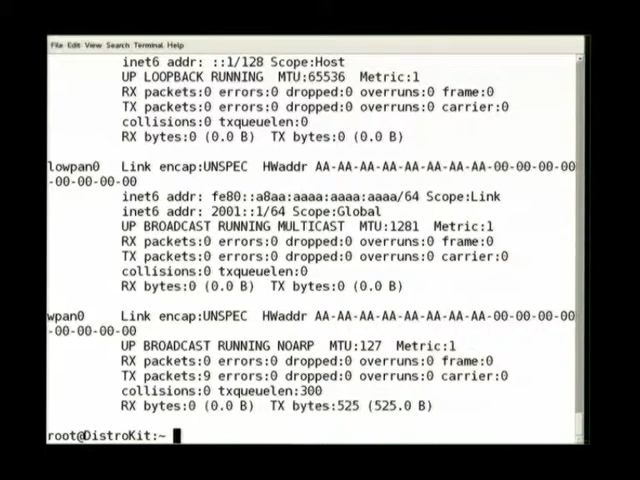 File Edit View Search Terminal Help
inet6 addr: ::1/128 Scope:Host
UP LOOPBACK RUNNING  MTU:65536  Metric:1
RX packets:0 errors:0 dropped:0 overruns:0 frame:0
TX packets:0 errors:0 dropped:0 overruns:0 carrier:0
collisions:0 txqueuelen:0
RX bytes:0 (0.0 B)  TX bytes:0 (0.0 B)
lowpan0   Link encap:UNSPEC  HWaddr AA-AA-AA-AA-AA-AA-AA-AA-00-00-00
-00-00-00-00
inet6 addr: fe80::a8aa:aaaa:aaaa:aaaa/64 Scope:Link
inet6 addr: 2001::1/64 Scope:Global
UP BROADCAST RUNNING MULTICAST  MTU:1281  Metric:1
RX packets:0 errors:0 dropped:0 overruns:0 frame:0
TX packets:0 errors:0 dropped:0 overruns:0 carrier:0
collisions:0 txqueuelen:0
RX bytes:0 (0.0 B)  TX bytes:0 (0.0 B)
wpan0     Link encap:UNSPEC  HWaddr AA-AA-AA-AA-AA-AA-AA-AA-00-00-00
-00-00-00-00
UP BROADCAST RUNNING NOARP  MTU:127  Metric:1
RX packets:0 errors:0 dropped:0 overruns:0 frame:0
TX packets:9 errors:0 dropped:0 overruns:0 carrier:0
collisions:0 txqueuelen:300
RX bytes:0 (0.0 B)  TX bytes:525 (525.0 B)
root@DistroKit:~